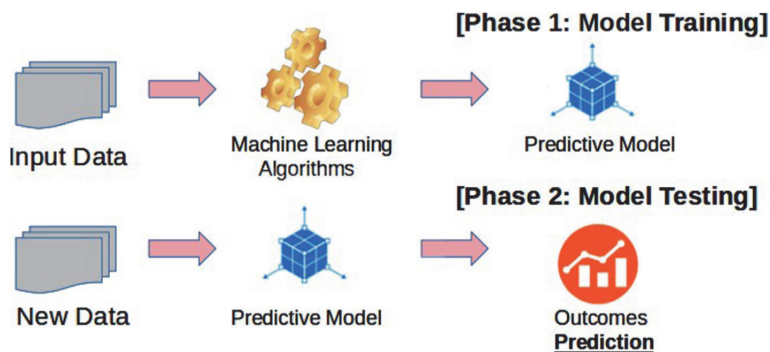 [Phase 1: Model Training]
Input Data
Machine Learning
Algorithms
Predictive Model
[Phase 2: Model Testing]
New Data
Predictive Model
Outcomes
Prediction